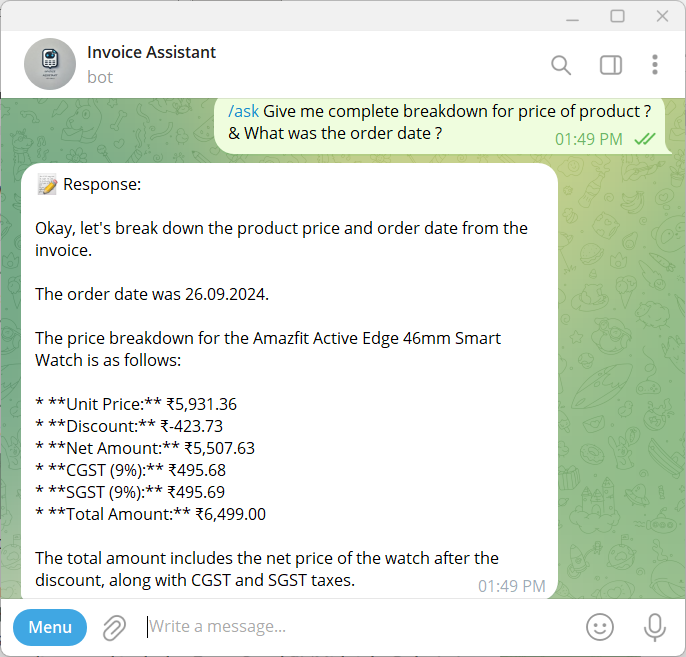 Invoice Assistant
bot
/ask Give me complete breakdown for price of product ?
& What was the order date ?
01:49 PM
📝 Response:
Okay, let's break down the product price and order date from the
invoice.
The order date was 26.09.2024.
The price breakdown for the Amazfit Active Edge 46mm Smart
Watch is as follows:
* **Unit Price:** ₹5,931.36
* **Discount:** ₹-423.73
* **Net Amount:** ₹5,507.63
* **CGST (9%):** ₹495.68
* **SGST (9%):** ₹495.69
* **Total Amount:** ₹6,499.00
The total amount includes the net price of the watch after the
discount, along with CGST and SGST taxes.
01:49 PM
Menu
Write a message...